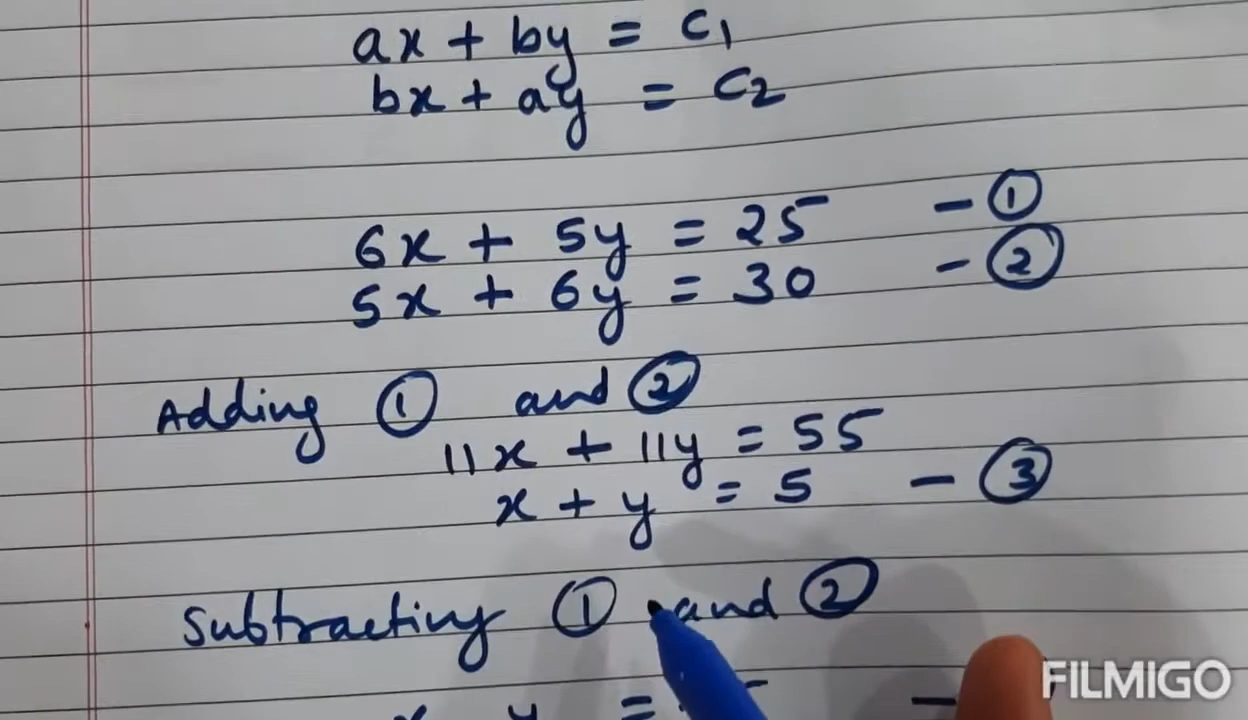 ax + by = c₁
bx + ay = c₂
6x + 5y = 25 - ①
5x + 6y = 30 - ②
Adding ① and ②
11x + 11y = 55
x + y = 5 - ③
Subtracting ① and ②
x y = -
FILMIGO